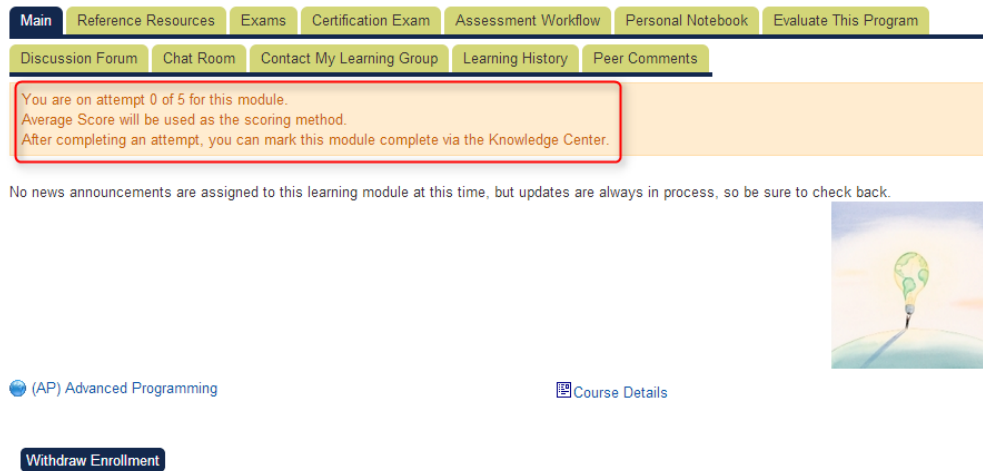 Main Reference Resources Exams Certification Exam Assessment Workflow Personal Notebook Evaluate This Program
Discussion Forum Chat Room Contact My Learning Group Learning History Peer Comments
You are on attempt 0 of 5 for this module.
Average Score will be used as the scoring method.
After completing an attempt, you can mark this module complete via the Knowledge Center.
No news announcements are assigned to this learning module at this time, but updates are always in process, so be sure to check back.
(AP) Advanced Programming Course Details
Withdraw Enrollment